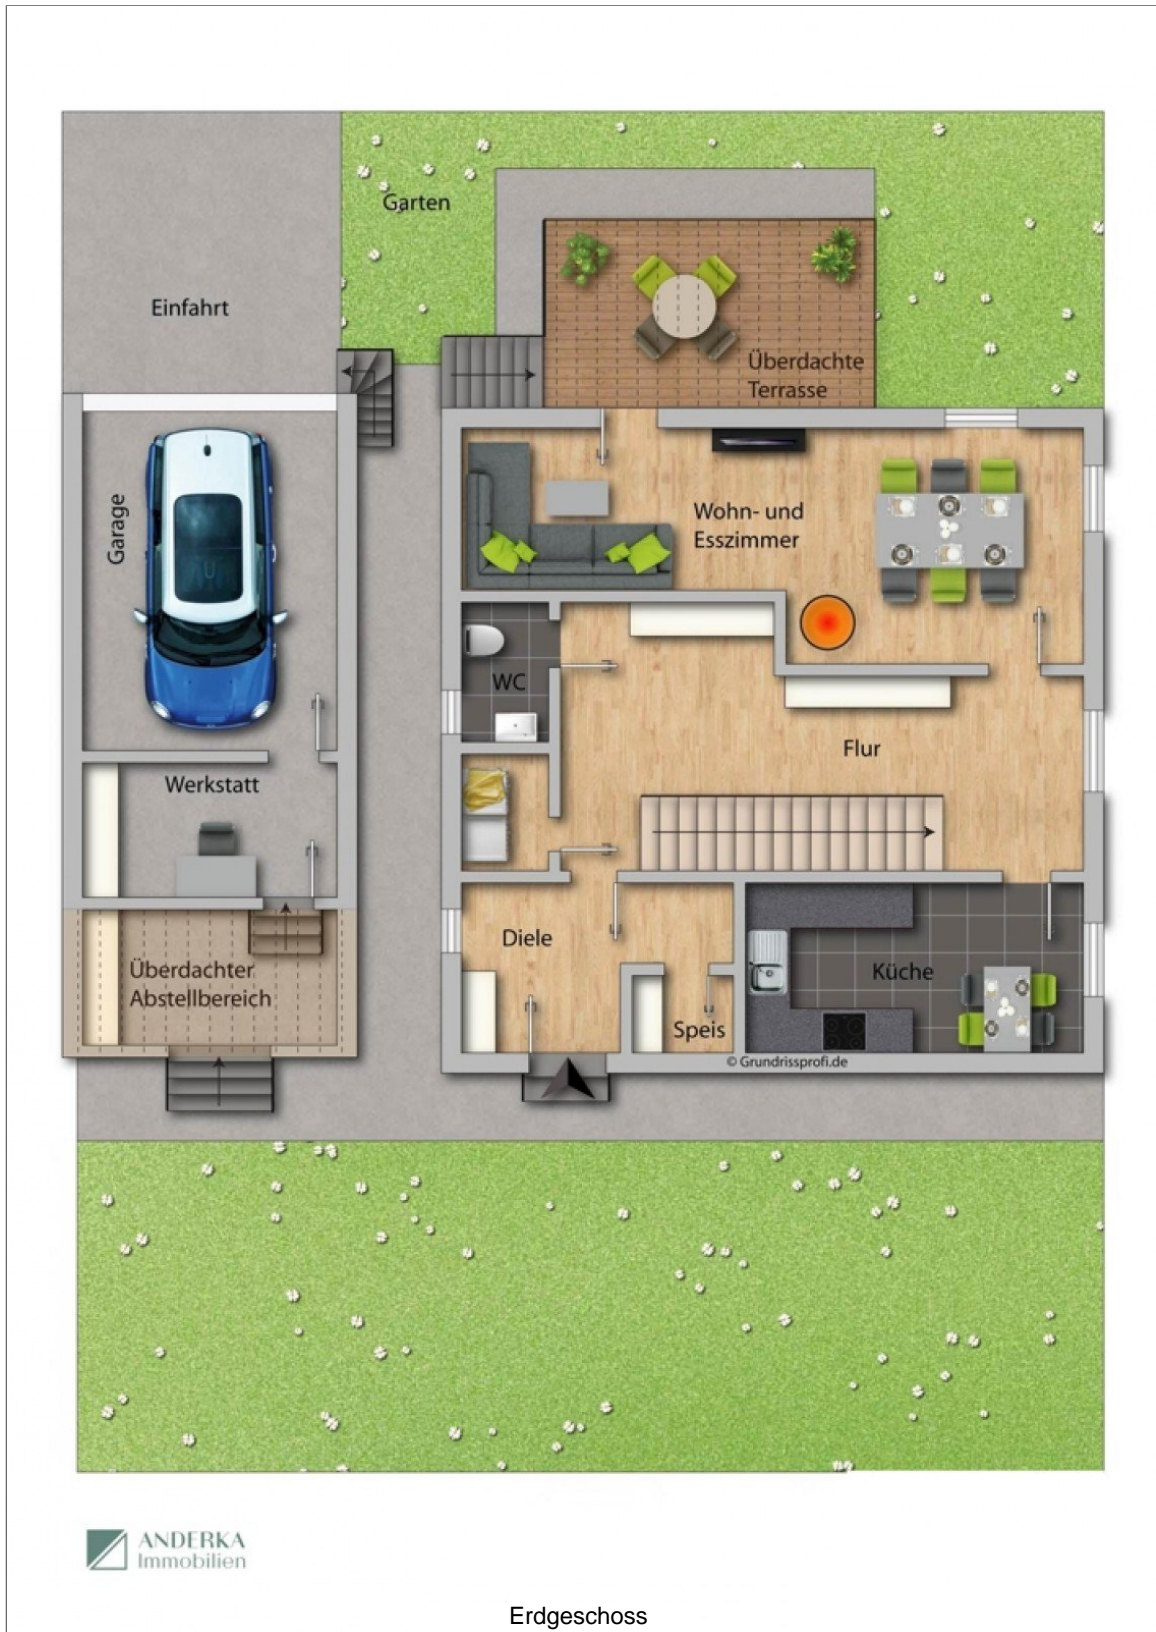 Garten
Einfahrt
Überdachte
Terrasse
Garage
Wohn- und
Esszimmer
WC
Flur
Werkstatt
Diele
Küche
Überdachter
Abstellbereich
Speis
© Grundrissprofi.de
ANDERKA
Immobilien
Erdgeschoss